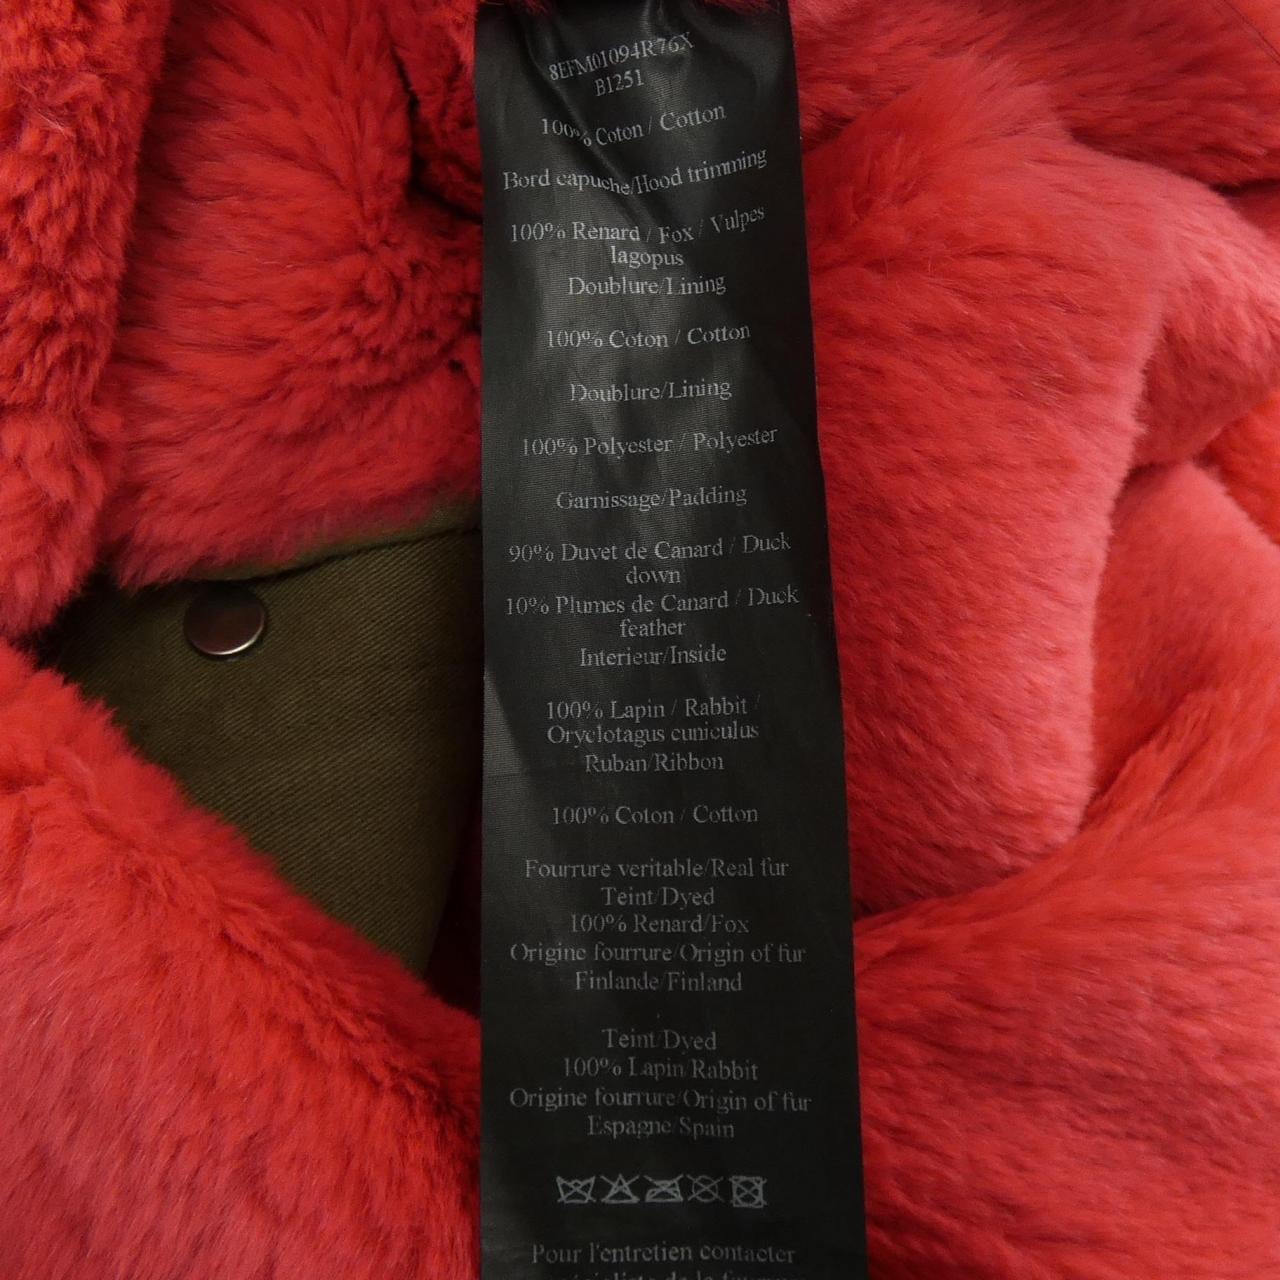 8EFM01094R76X
B1251
100% Coton / Cotton
Bord capuche/Hood trimming
100% Renard / Fox / Vulpes
lagopus
Doublure/Lining
100% Coton / Cotton
Doublure/Lining
100% Polyester / Polyester
Garnissage/Padding
90% Duvet de Canard / Duck
down
10% Plumes de Canard / Duck
feather
Interieur/Inside
100% Lapin / Rabbit /
Oryclotagus cuniculus
Ruban/Ribbon
100% Coton / Cotton
Fourrure veritable/Real fur
Teint/Dyed
100% Renard/Fox
Origine fourrure/Origin of fur
Finlande/Finland
Teint/Dyed
100% Lapin/Rabbit
Origine fourrure/Origin of fur
Espagne/Spain
Pour l'entretien contacter